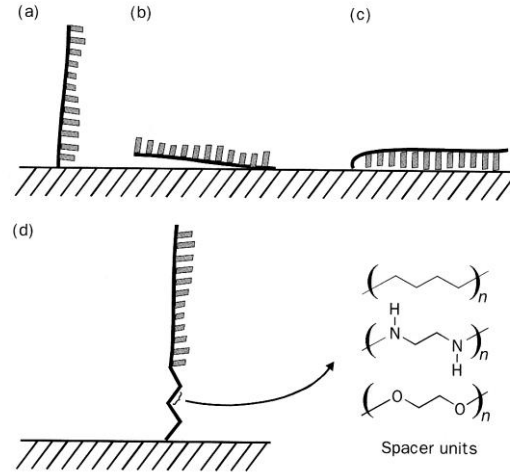 (a)
(b)
(c)
(d)
( )n
H
N
( )n
N
H
( O O )n
Spacer units